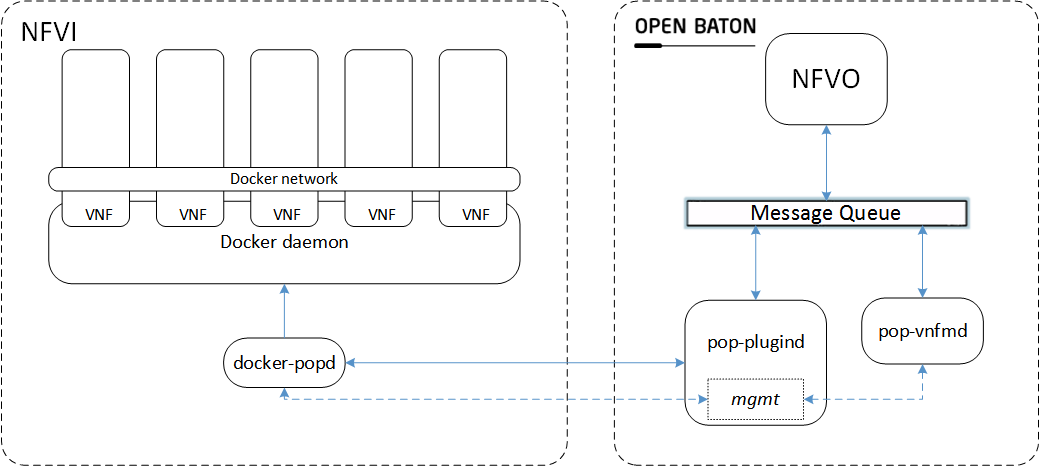 NFVI
Docker network
VNF
VNF
VNF
VNF
VNF
Docker daemon
docker-popd
OPEN BATON
NFVO
Message Queue
pop-plugind
mgmt
pop-vnfmd